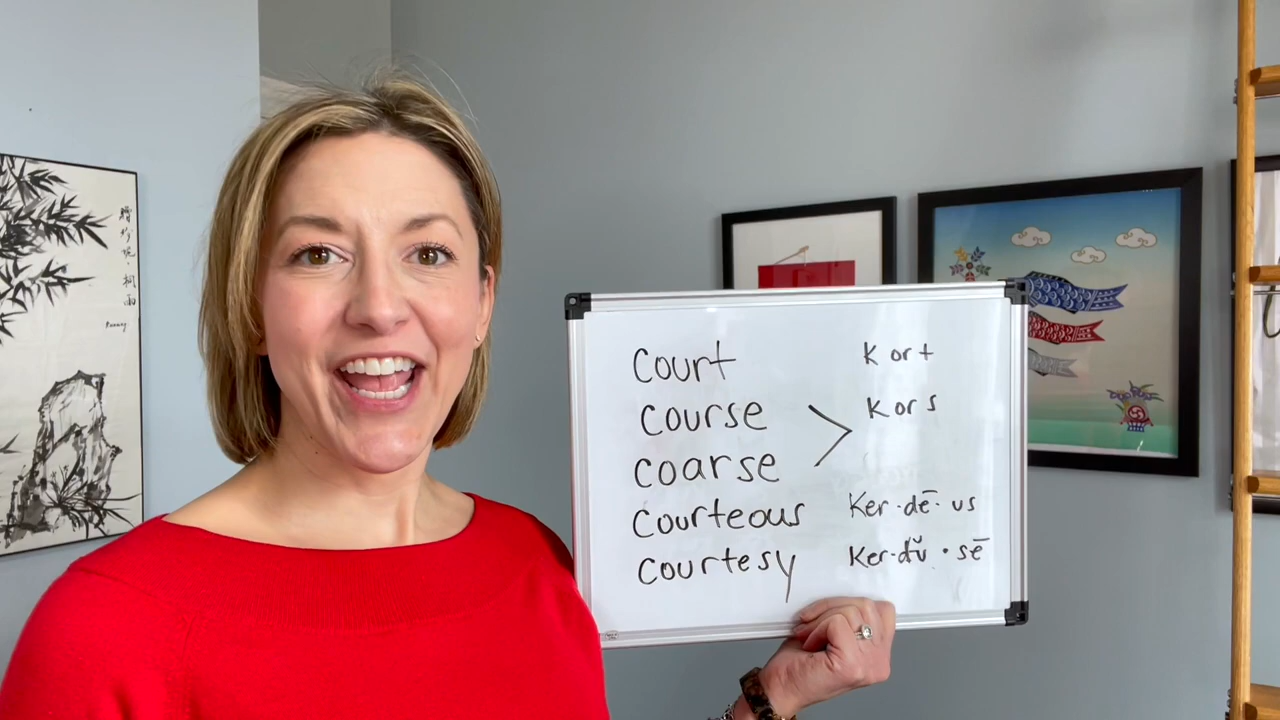 court kort
course > kors
coarse
courteous ker·dē·us
courtesy ker·dŭ·sē